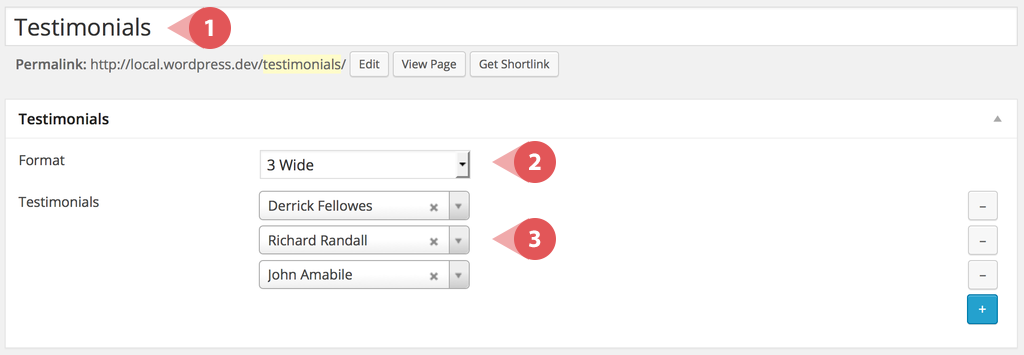 Testimonials 1
Permalink: http://local.wordpress.dev/testimonials/ Edit View Page Get Shortlink
Testimonials
Format 3 Wide 2
Testimonials Derrick Fellowes × –
Richard Randall × 3 –
John Amabile × –
+